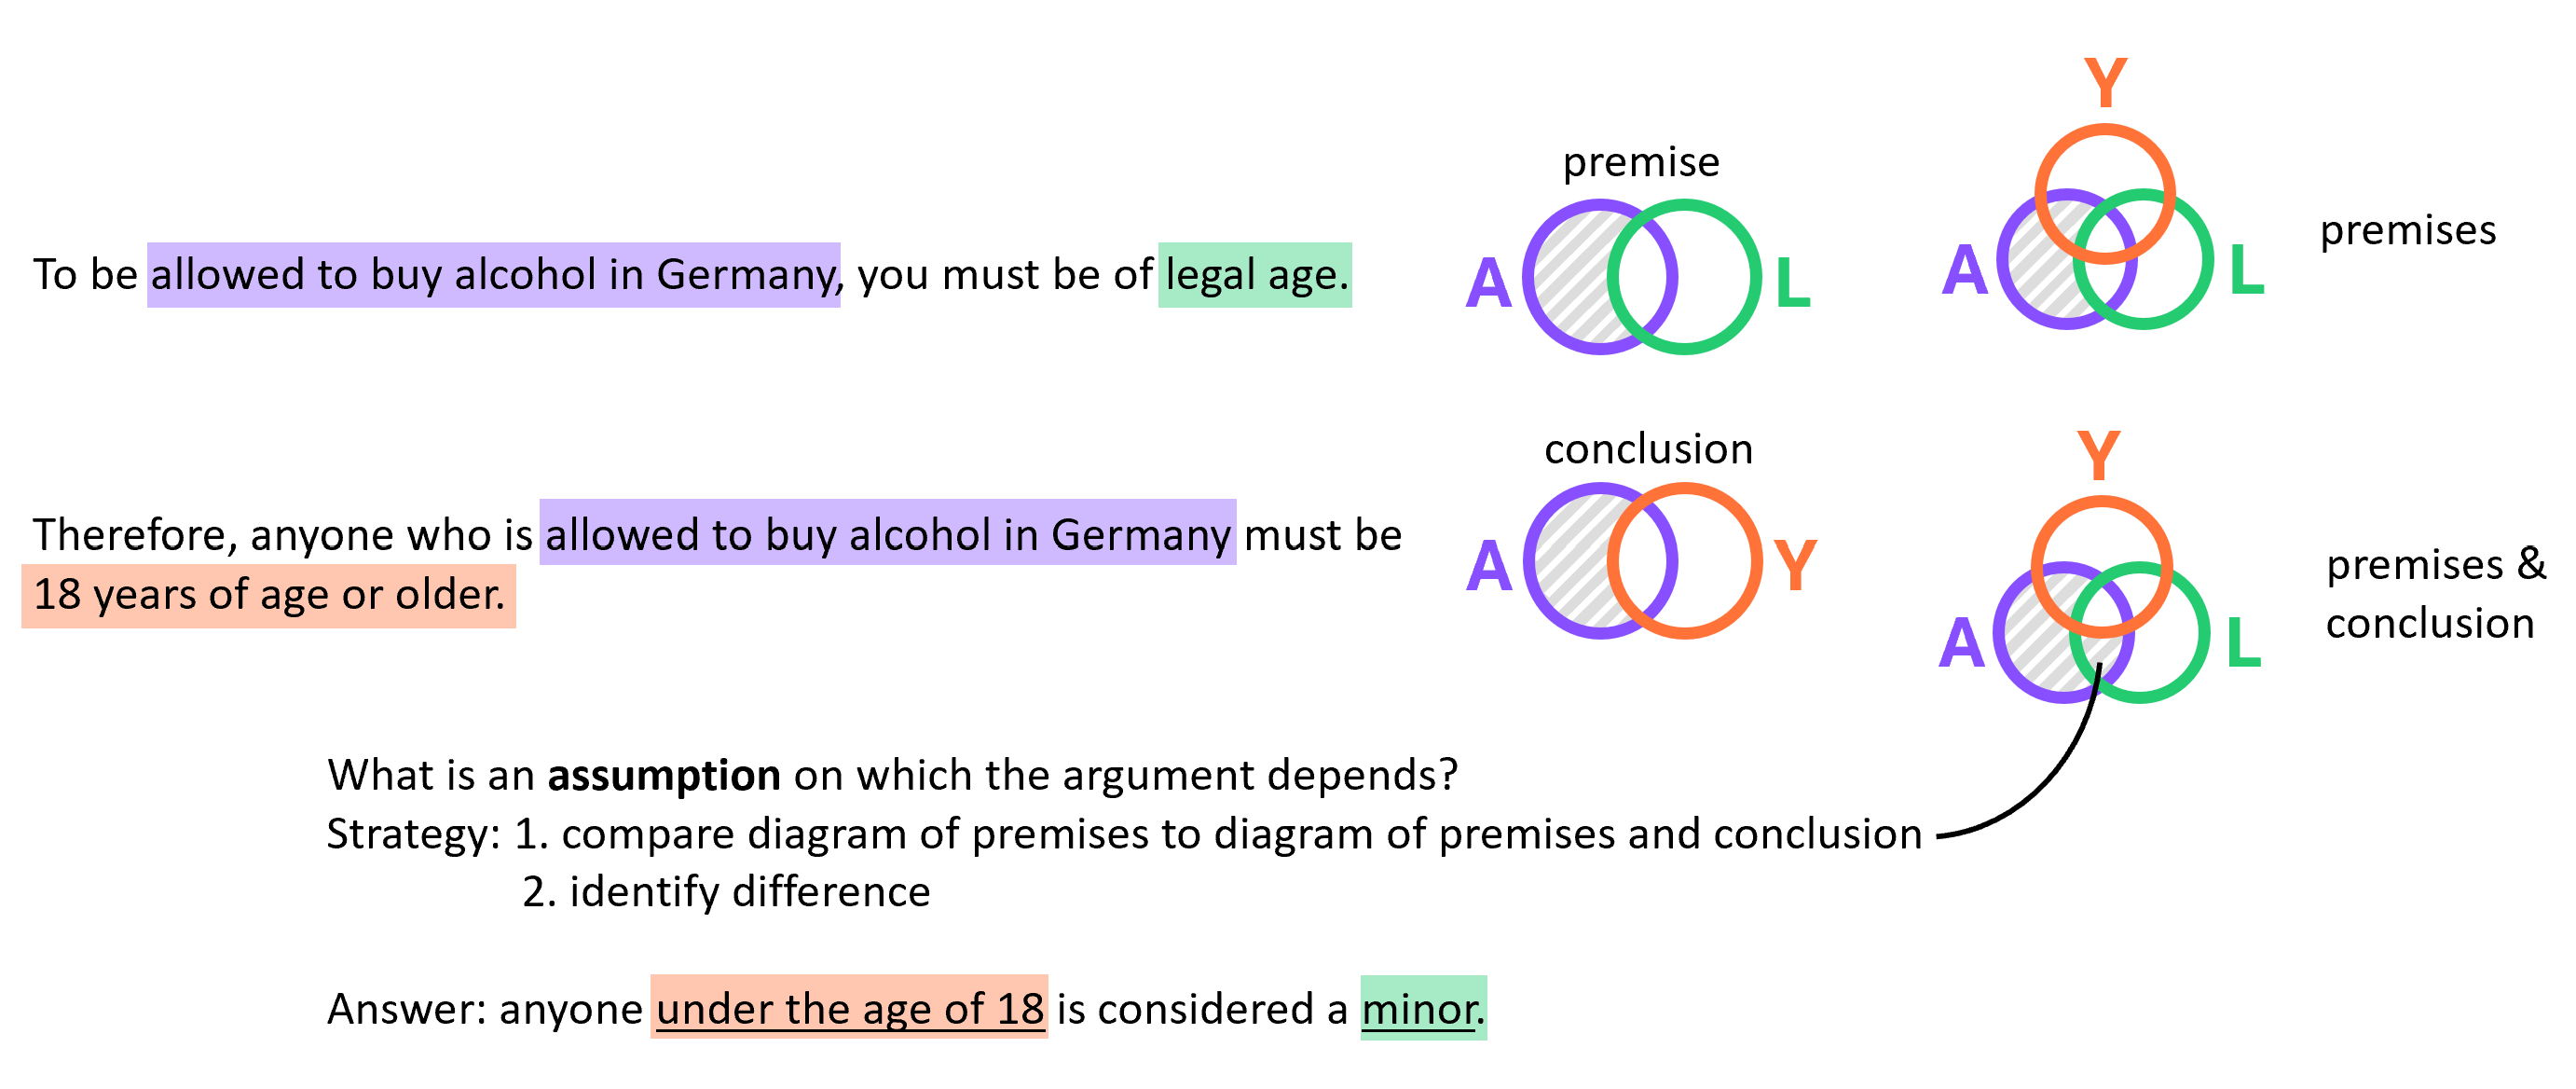 Y
premise
A
L
A
L
premises
To be allowed to buy alcohol in Germany, you must be of legal age.
Y
conclusion
A
Y
A
L
premises &
conclusion
Therefore, anyone who is allowed to buy alcohol in Germany must be
18 years of age or older.
What is an assumption on which the argument depends?
Strategy: 1. compare diagram of premises to diagram of premises and conclusion
2. identify difference
Answer: anyone under the age of 18 is considered a minor.